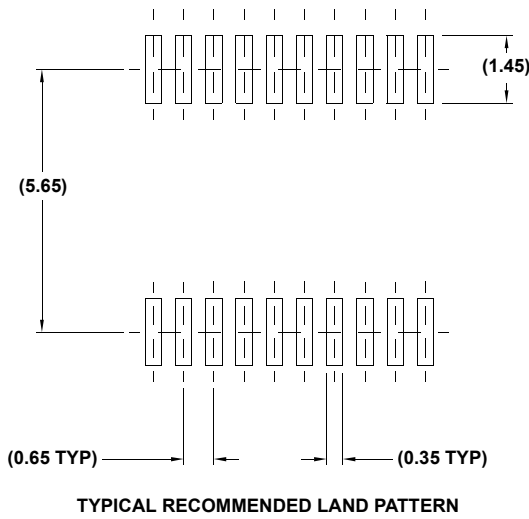 (1.45)
(5.65)
(0.65 TYP)
(0.35 TYP)
TYPICAL RECOMMENDED LAND PATTERN